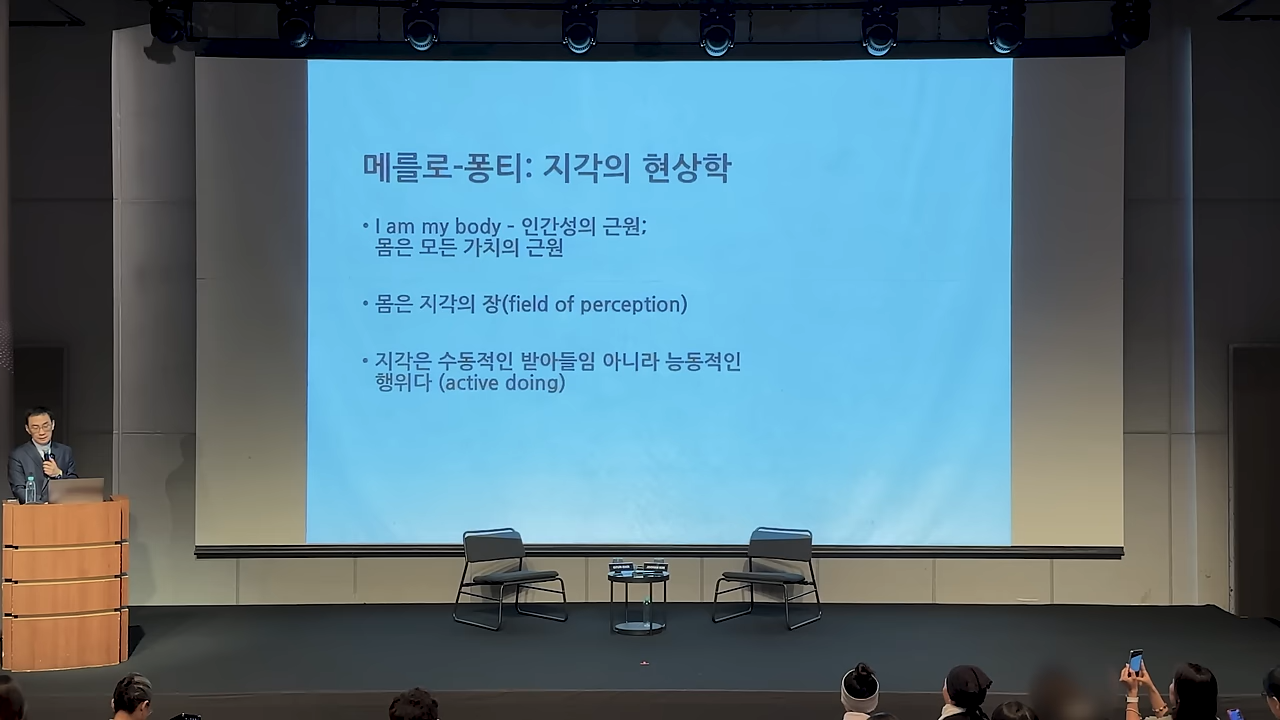 메를로-퐁티: 지각의 현상학
• I am my body – 인간성의 근원;
몸은 모든 가치의 근원
• 몸은 지각의 장(field of perception)
• 지각은 수동적인 받아들임 아니라 능동적인
행위다 (active doing)